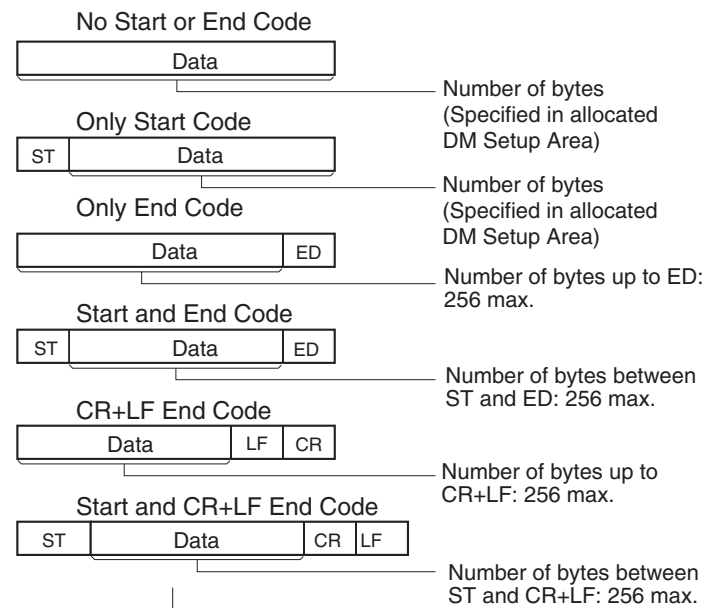 No Start or End Code
Data
Number of bytes
(Specified in allocated
DM Setup Area)
Only Start Code
ST Data
Number of bytes
(Specified in allocated
DM Setup Area)
Only End Code
Data ED
Number of bytes up to ED:
256 max.
Start and End Code
ST Data ED
Number of bytes between
ST and ED: 256 max.
CR+LF End Code
Data LF CR
Number of bytes up to
CR+LF: 256 max.
Start and CR+LF End Code
ST Data CR LF
Number of bytes between
ST and CR+LF: 256 max.